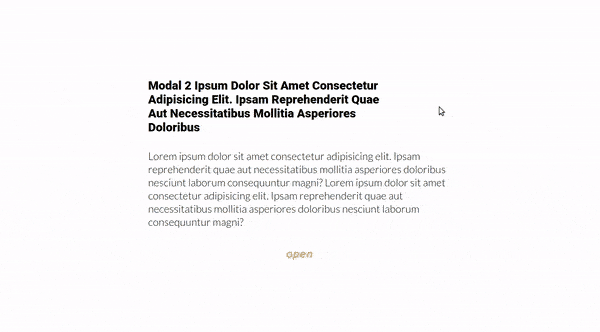 Modal 2 Ipsum Dolor Sit Amet Consectetur
Adipisicing Elit. Ipsam Reprehenderit Quae
Aut Necessitatibus Mollitia Asperiores
Doloribus
Lorem ipsum dolor sit amet consectetur adipisicing elit. Ipsam
reprehenderit quae aut necessitatibus mollitia asperiores doloribus
nesciunt laborum consequuntur magni? Lorem ipsum dolor sit amet
consectetur adipisicing elit. Ipsam reprehenderit quae aut
necessitatibus mollitia asperiores doloribus nesciunt laborum
consequuntur magni?
open